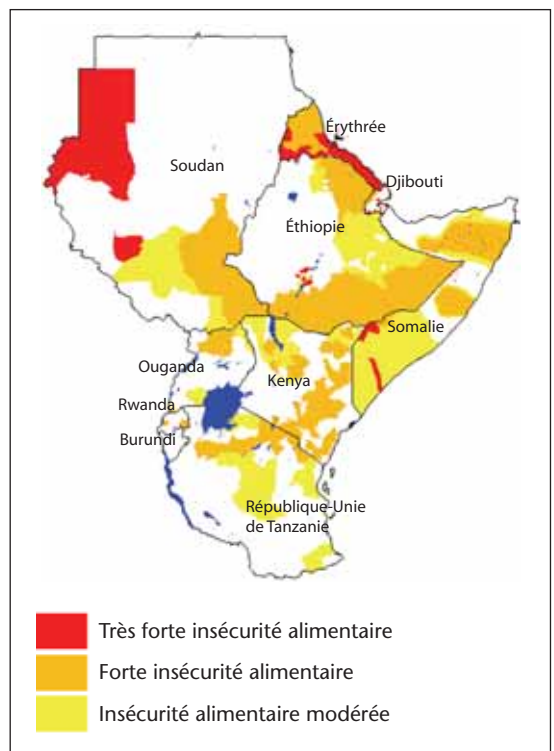 Érythrée
Soudan
Djibouti
Éthiopie
Somalie
Ouganda
Kenya
Rwanda
Burundi
République-Unie
de Tanzanie
Très forte insécurité alimentaire
Forte insécurité alimentaire
Insécurité alimentaire modérée